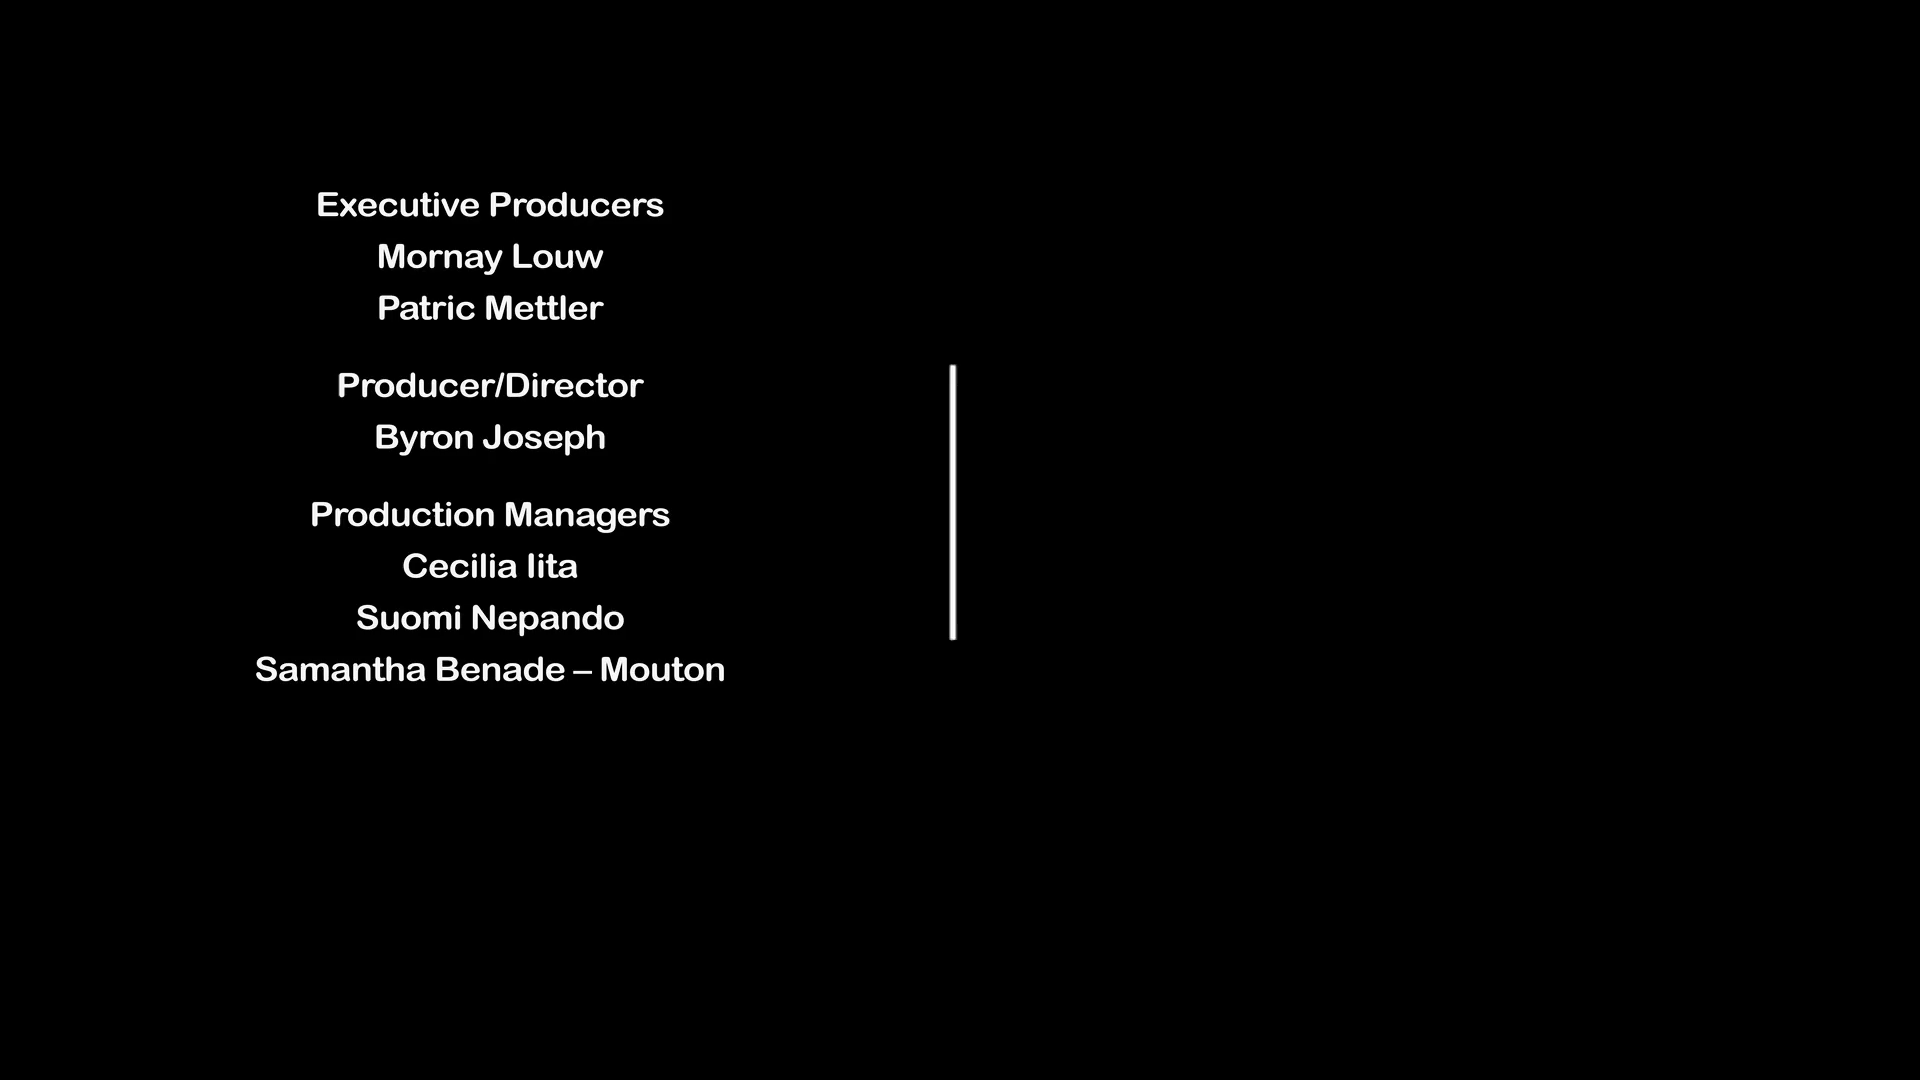 Executive Producers
Mornay Louw
Patric Mettler
Producer/Director
Byron Joseph
Production Managers
Cecilia Iita
Suomi Nepando
Samantha Benade – Mouton